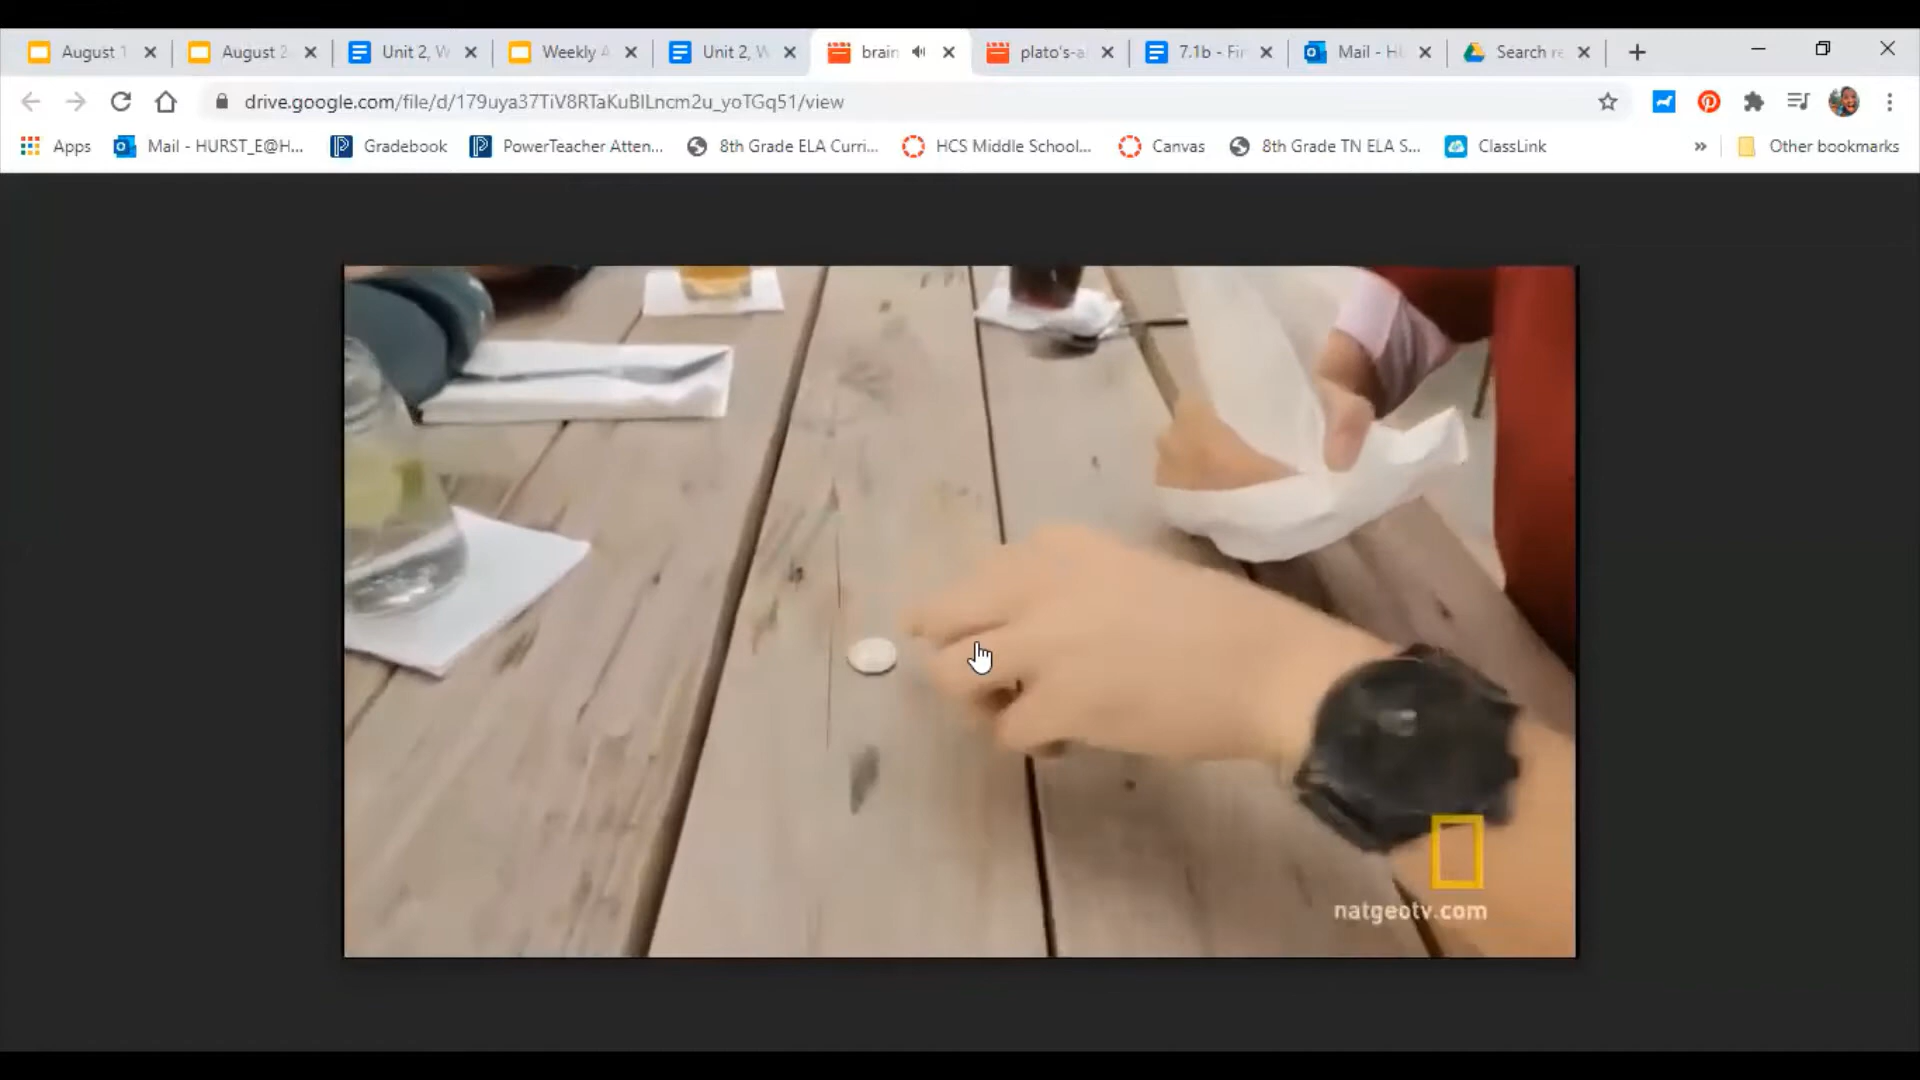 August 1
August 2
Unit 2, W
Weekly A
Unit 2, W
brain
plato's-a
7.1b - Fir
Mail - H
Search re
drive.google.com/file/d/179uya37TiV8RTaKuBlLncm2u_yoTGq51/view
Apps
Mail - HURST_E@H...
Gradebook
PowerTeacher Atten...
8th Grade ELA Curri...
HCS Middle School...
Canvas
8th Grade TN ELA S...
ClassLink
Other bookmarks
natgeotv.com